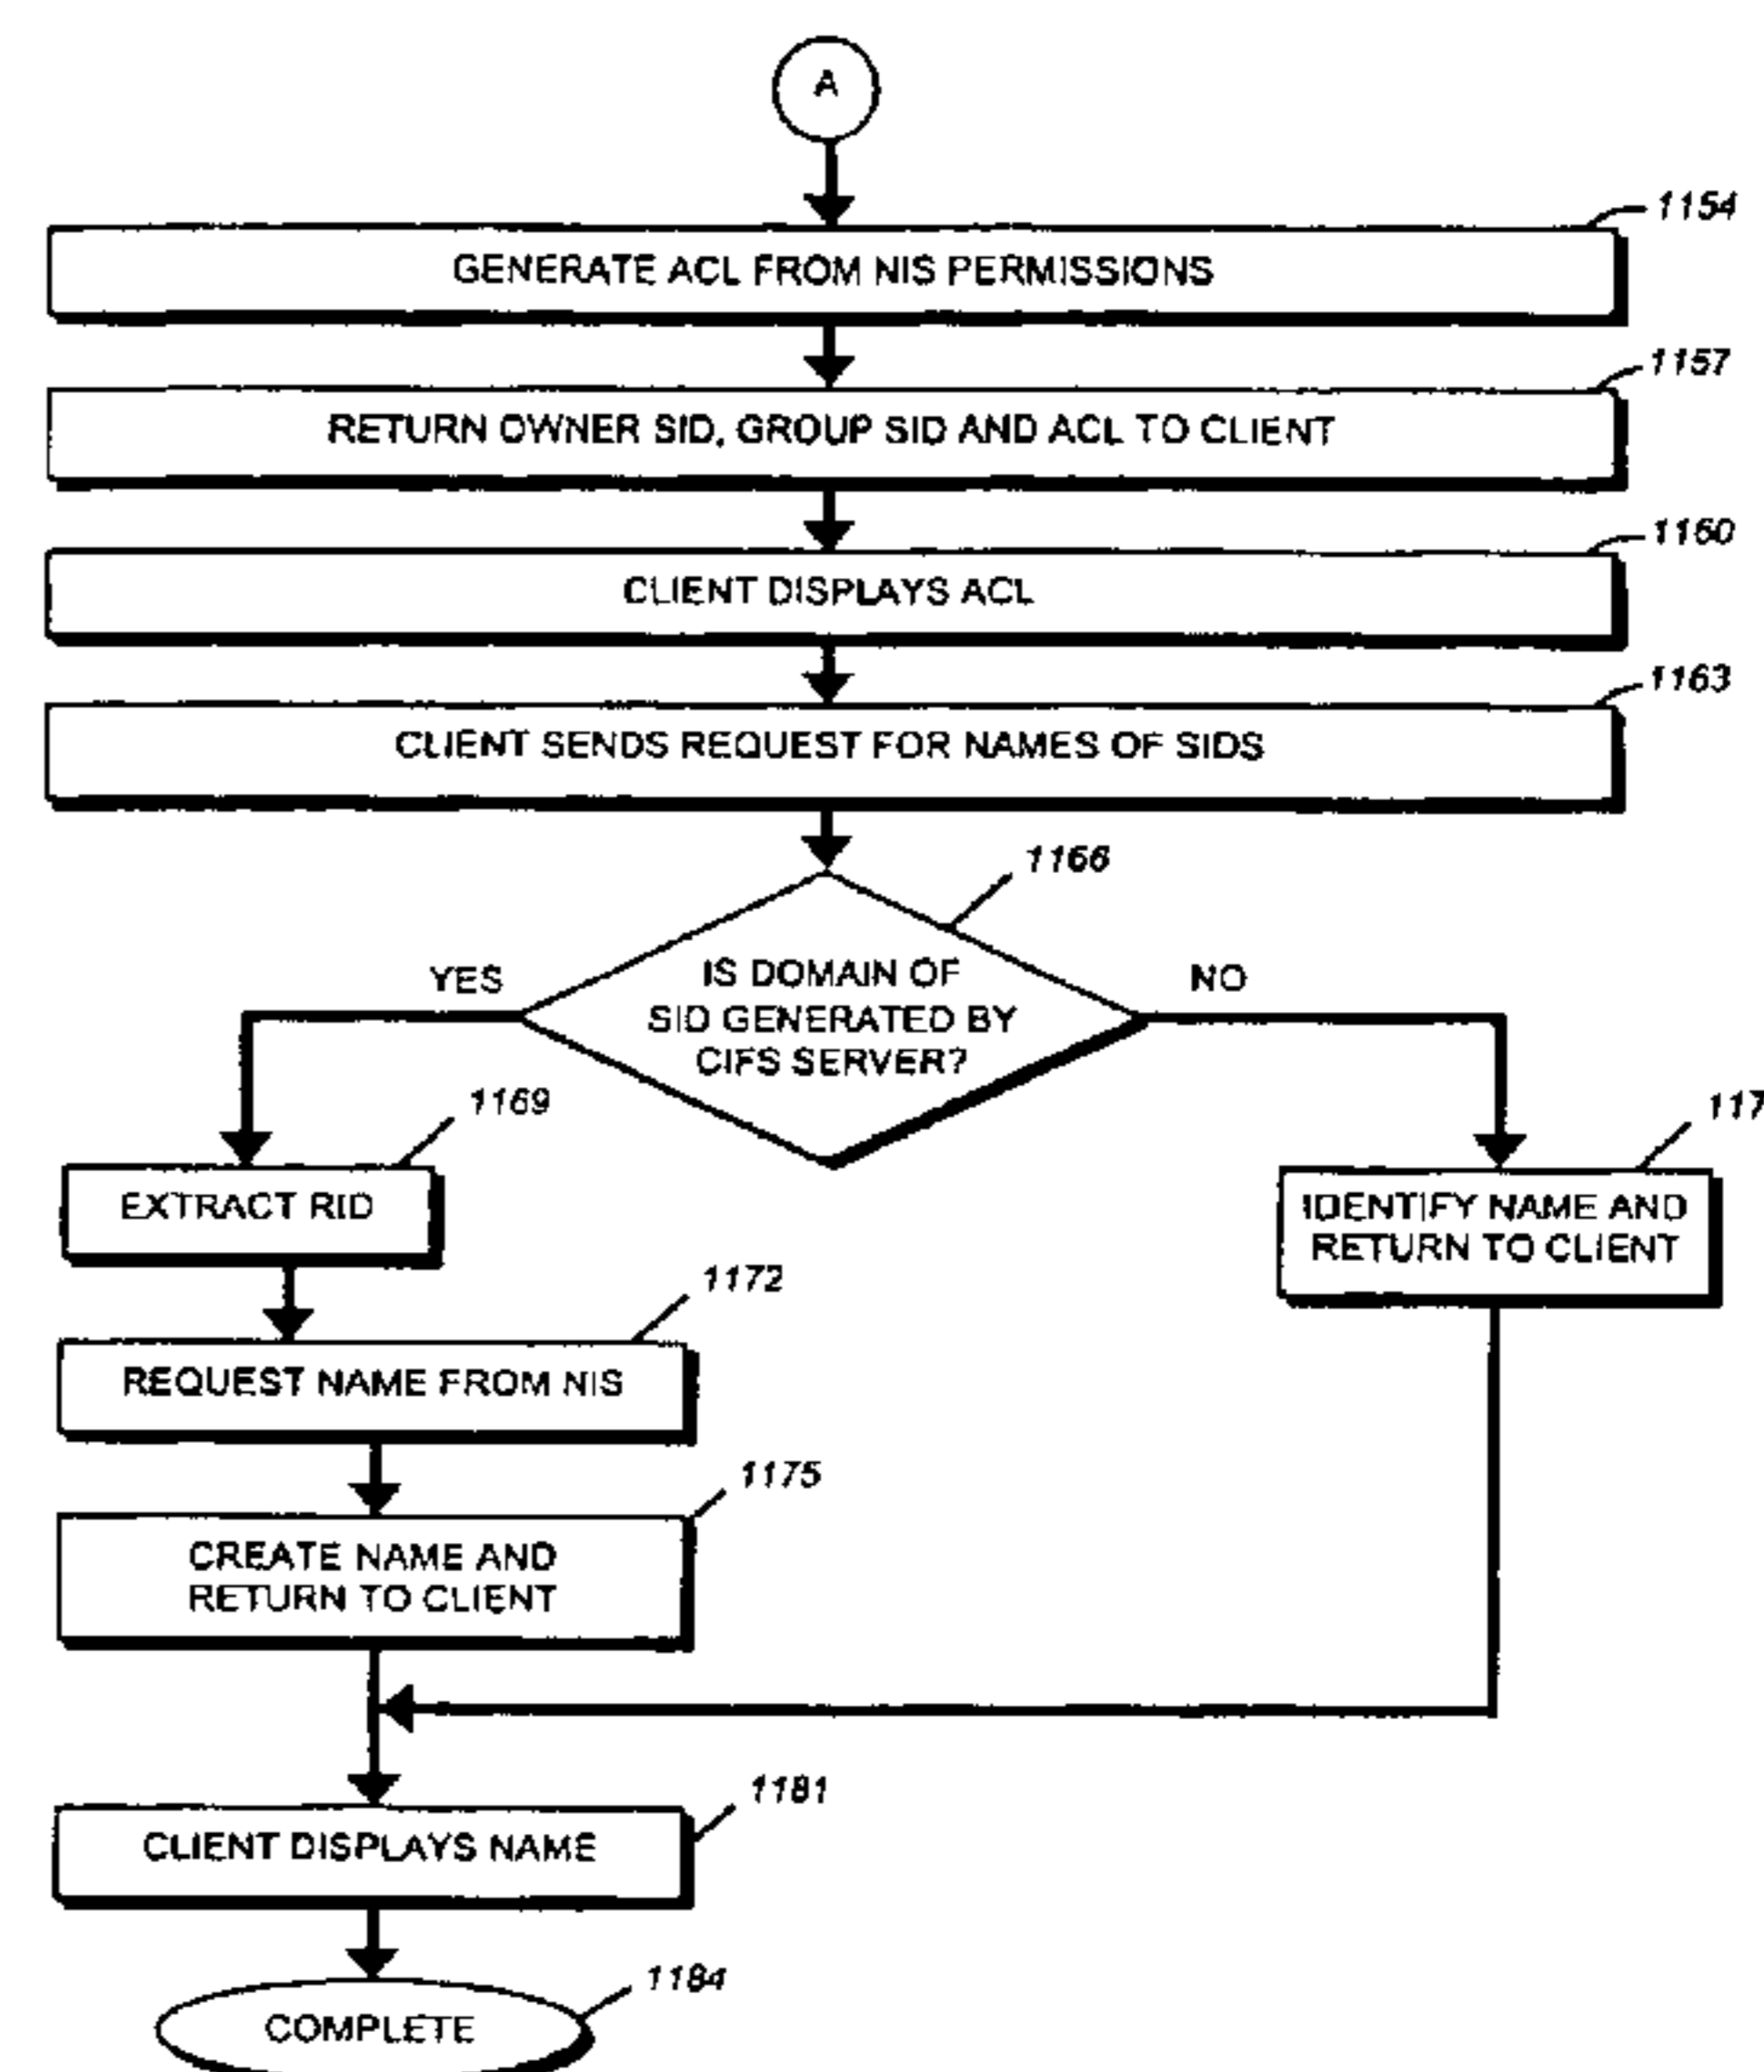 A
1154
GENERATE ACL FROM NIS PERMISSIONS
1157
RETURN OWNER SID, GROUP SID AND ACL TO CLIENT
1160
CLIENT DISPLAYS ACL
1163
CLIENT SENDS REQUEST FOR NAMES OF SIDS
1166
YES
IS DOMAIN OF
SID GENERATED BY
CIFS SERVER?
NO
1169
117
EXTRACT RID
IDENTIFY NAME AND
RETURN TO CLIENT
1172
REQUEST NAME FROM NIS
1175
CREATE NAME AND
RETURN TO CLIENT
1181
CLIENT DISPLAYS NAME
1184
COMPLETE